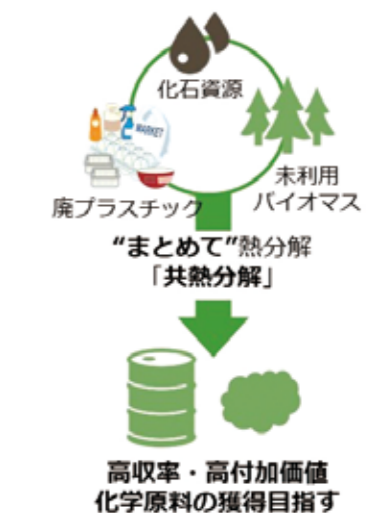 化石資源
MARKET
廃プラスチック
未利用
バイオマス
“まとめて”熱分解
「共熱分解」
高収率・高付加価値
化学原料の獲得目指す